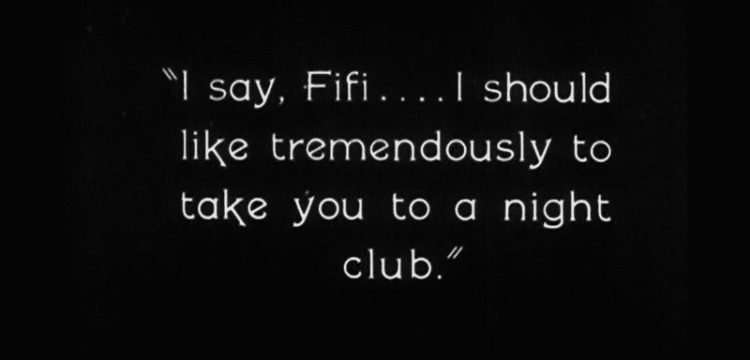 "I say, Fifi....I should
like tremendously to
take you to a night
club."